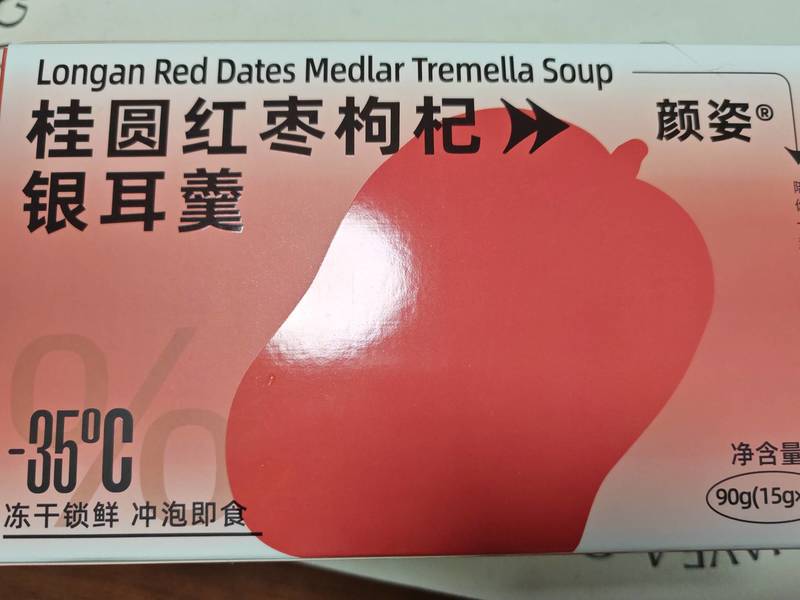 Longan Red Dates Medlar Tremella Soup
桂圆红枣枸杞
银耳羹
颜姿®
%
-35℃
冻干锁鲜 冲泡即食
净含量
90g(15g×